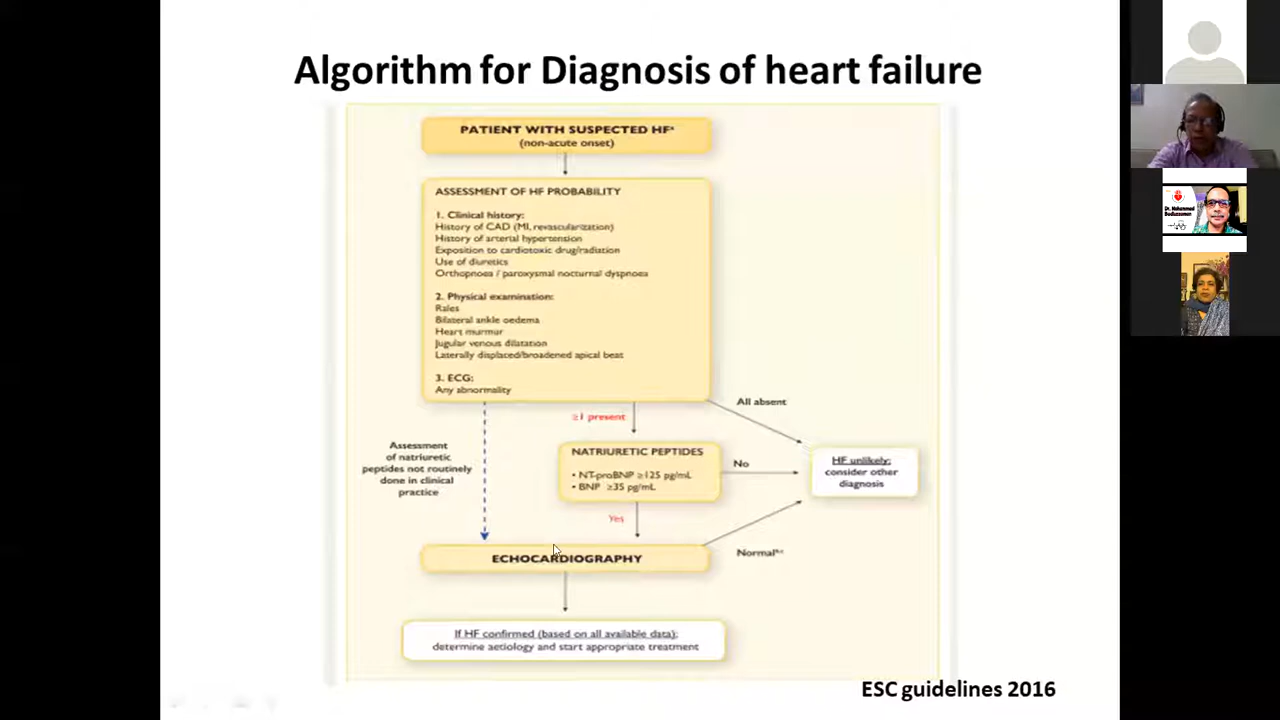 Algorithm for Diagnosis of heart failure
PATIENT WITH SUSPECTED HFᵃ
(non-acute onset)
ASSESSMENT OF HF PROBABILITY
1. Clinical history:
History of CAD (MI, revascularization)
History of arterial hypertension
Exposition to cardiotoxic drug/radiation
Use of diuretics
Orthopnoea / paroxysmal nocturnal dyspnoea
2. Physical examination:
Rales
Bilateral ankle oedema
Heart murmur
Jugular venous dilatation
Laterally displaced/broadened apical beat
3. ECG:
Any abnormality
≥1 present
All absent
Assessment
of natriuretic
peptides not routinely
done in clinical
practice
NATRIURETIC PEPTIDES
• NT-proBNP ≥125 pg/mL
• BNP ≥35 pg/mL
No
HF unlikely:
consider other
diagnosis
Yes
Normalᵇ,ᶜ
ECHOCARDIOGRAPHY
If HF confirmed (based on all available data):
determine aetiology and start appropriate treatment
ESC guidelines 2016
Dr. Mohammed